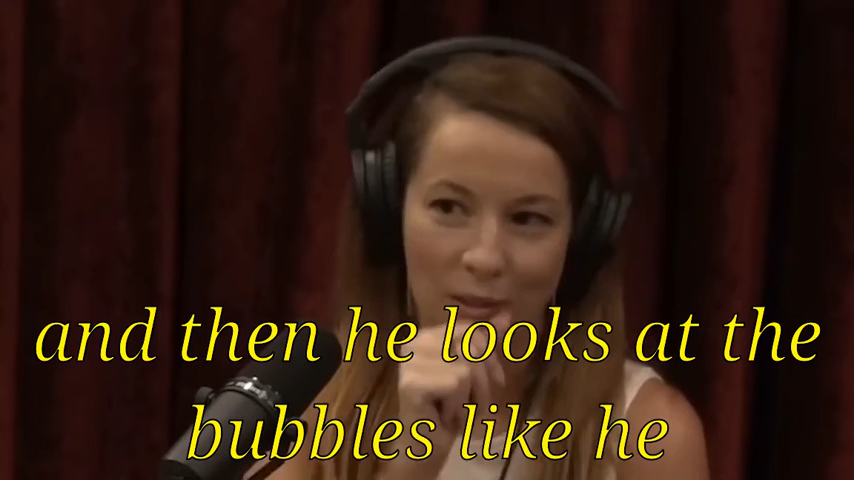 and then he looks at the
bubbles like he